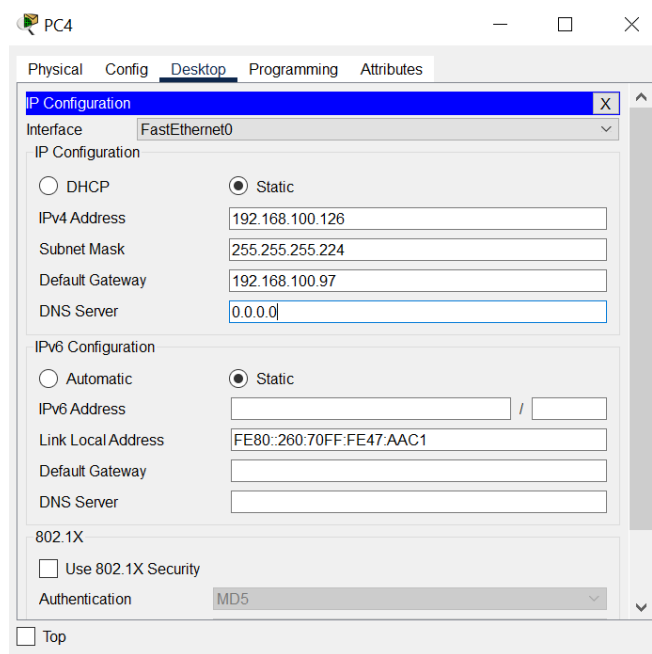 PC4
Physical Config Desktop Programming Attributes
IP Configuration X
Interface FastEthernet0
IP Configuration
DHCP Static
IPv4 Address 192.168.100.126
Subnet Mask 255.255.255.224
Default Gateway 192.168.100.97
DNS Server 0.0.0.0
IPv6 Configuration
Automatic Static
IPv6 Address /
Link Local Address FE80::260:70FF:FE47:AAC1
Default Gateway
DNS Server
802.1X
Use 802.1X Security
Authentication MD5
Top